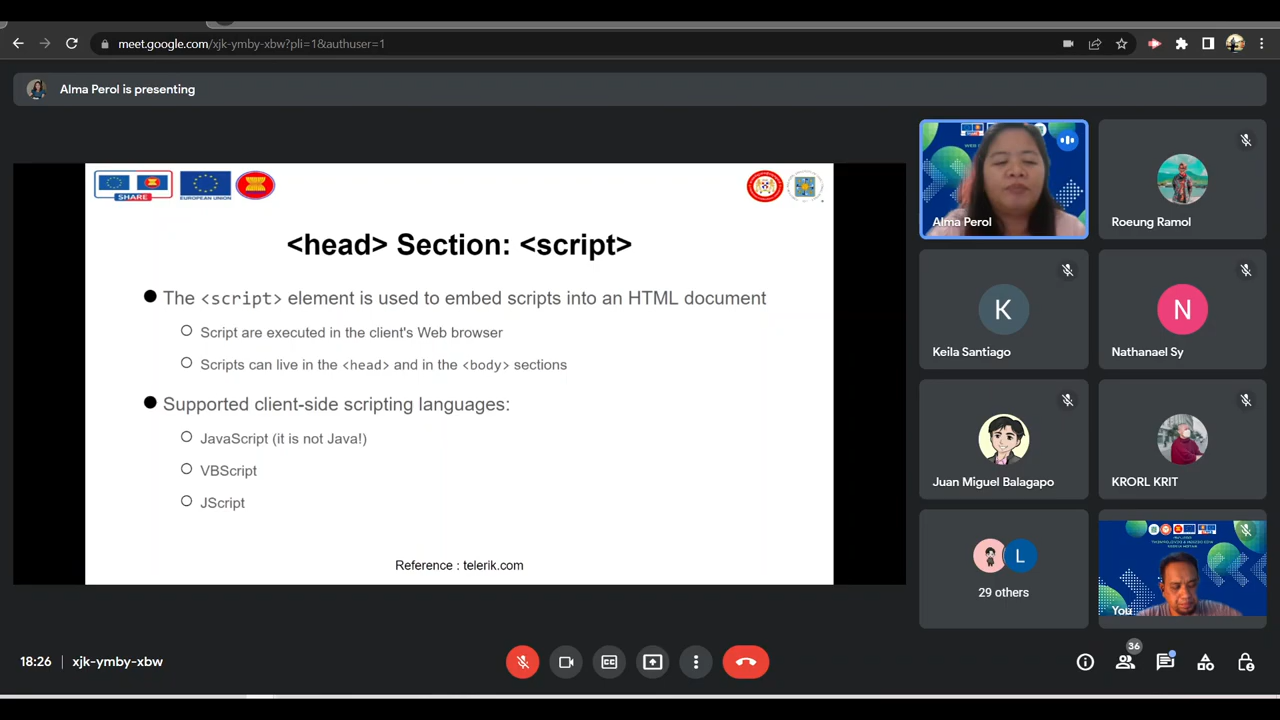 meet.google.com/xjk-ymby-xbw?pli=1&authuser=1
Alma Perol is presenting
SHARE
EUROPEAN UNION
<head> Section: <script>
The <script> element is used to embed scripts into an HTML document
Script are executed in the client's Web browser
Scripts can live in the <head> and in the <body> sections
Supported client-side scripting languages:
JavaScript (it is not Java!)
VBScript
JScript
Reference : telerik.com
Alma Perol
Roeung Ramol
K
Keila Santiago
N
Nathanael Sy
Juan Miguel Balagapo
KRORL KRIT
L
29 others
You
18:26
xjk-ymby-xbw
36